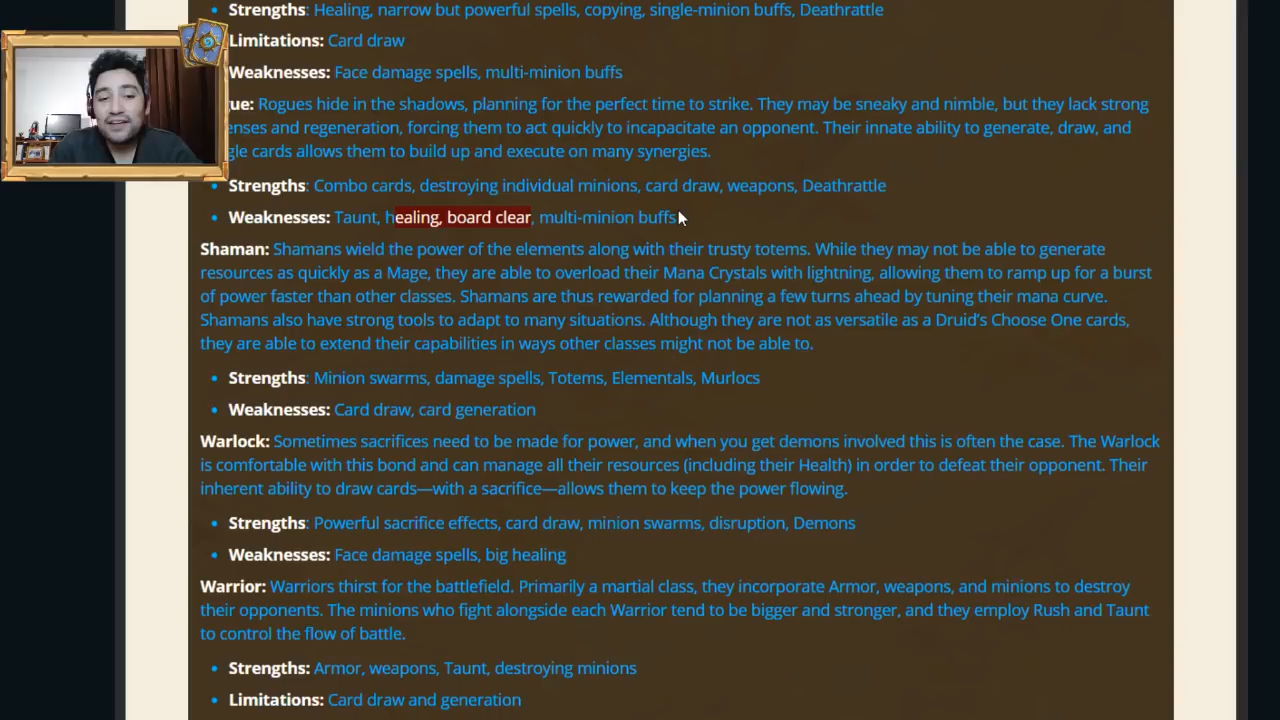 Strengths: Healing, narrow but powerful spells, copying, single-minion buffs, Deathrattle
Limitations: Card draw
Weaknesses: Face damage spells, multi-minion buffs
gue: Rogues hide in the shadows, planning for the perfect time to strike. They may be sneaky and nimble, but they lack strong
enses and regeneration, forcing them to act quickly to incapacitate an opponent. Their innate ability to generate, draw, and
gle cards allows them to build up and execute on many synergies.
Strengths: Combo cards, destroying individual minions, card draw, weapons, Deathrattle
Weaknesses: Taunt, healing, board clear, multi-minion buffs
Shaman: Shamans wield the power of the elements along with their trusty totems. While they may not be able to generate
resources as quickly as a Mage, they are able to overload their Mana Crystals with lightning, allowing them to ramp up for a burst
of power faster than other classes. Shamans are thus rewarded for planning a few turns ahead by tuning their mana curve.
Shamans also have strong tools to adapt to many situations. Although they are not as versatile as a Druid's Choose One cards,
they are able to extend their capabilities in ways other classes might not be able to.
Strengths: Minion swarms, damage spells, Totems, Elementals, Murlocs
Weaknesses: Card draw, card generation
Warlock: Sometimes sacrifices need to be made for power, and when you get demons involved this is often the case. The Warlock
is comfortable with this bond and can manage all their resources (including their Health) in order to defeat their opponent. Their
inherent ability to draw cards—with a sacrifice—allows them to keep the power flowing.
Strengths: Powerful sacrifice effects, card draw, minion swarms, disruption, Demons
Weaknesses: Face damage spells, big healing
Warrior: Warriors thirst for the battlefield. Primarily a martial class, they incorporate Armor, weapons, and minions to destroy
their opponents. The minions who fight alongside each Warrior tend to be bigger and stronger, and they employ Rush and Taunt
to control the flow of battle.
Strengths: Armor, weapons, Taunt, destroying minions
Limitations: Card draw and generation